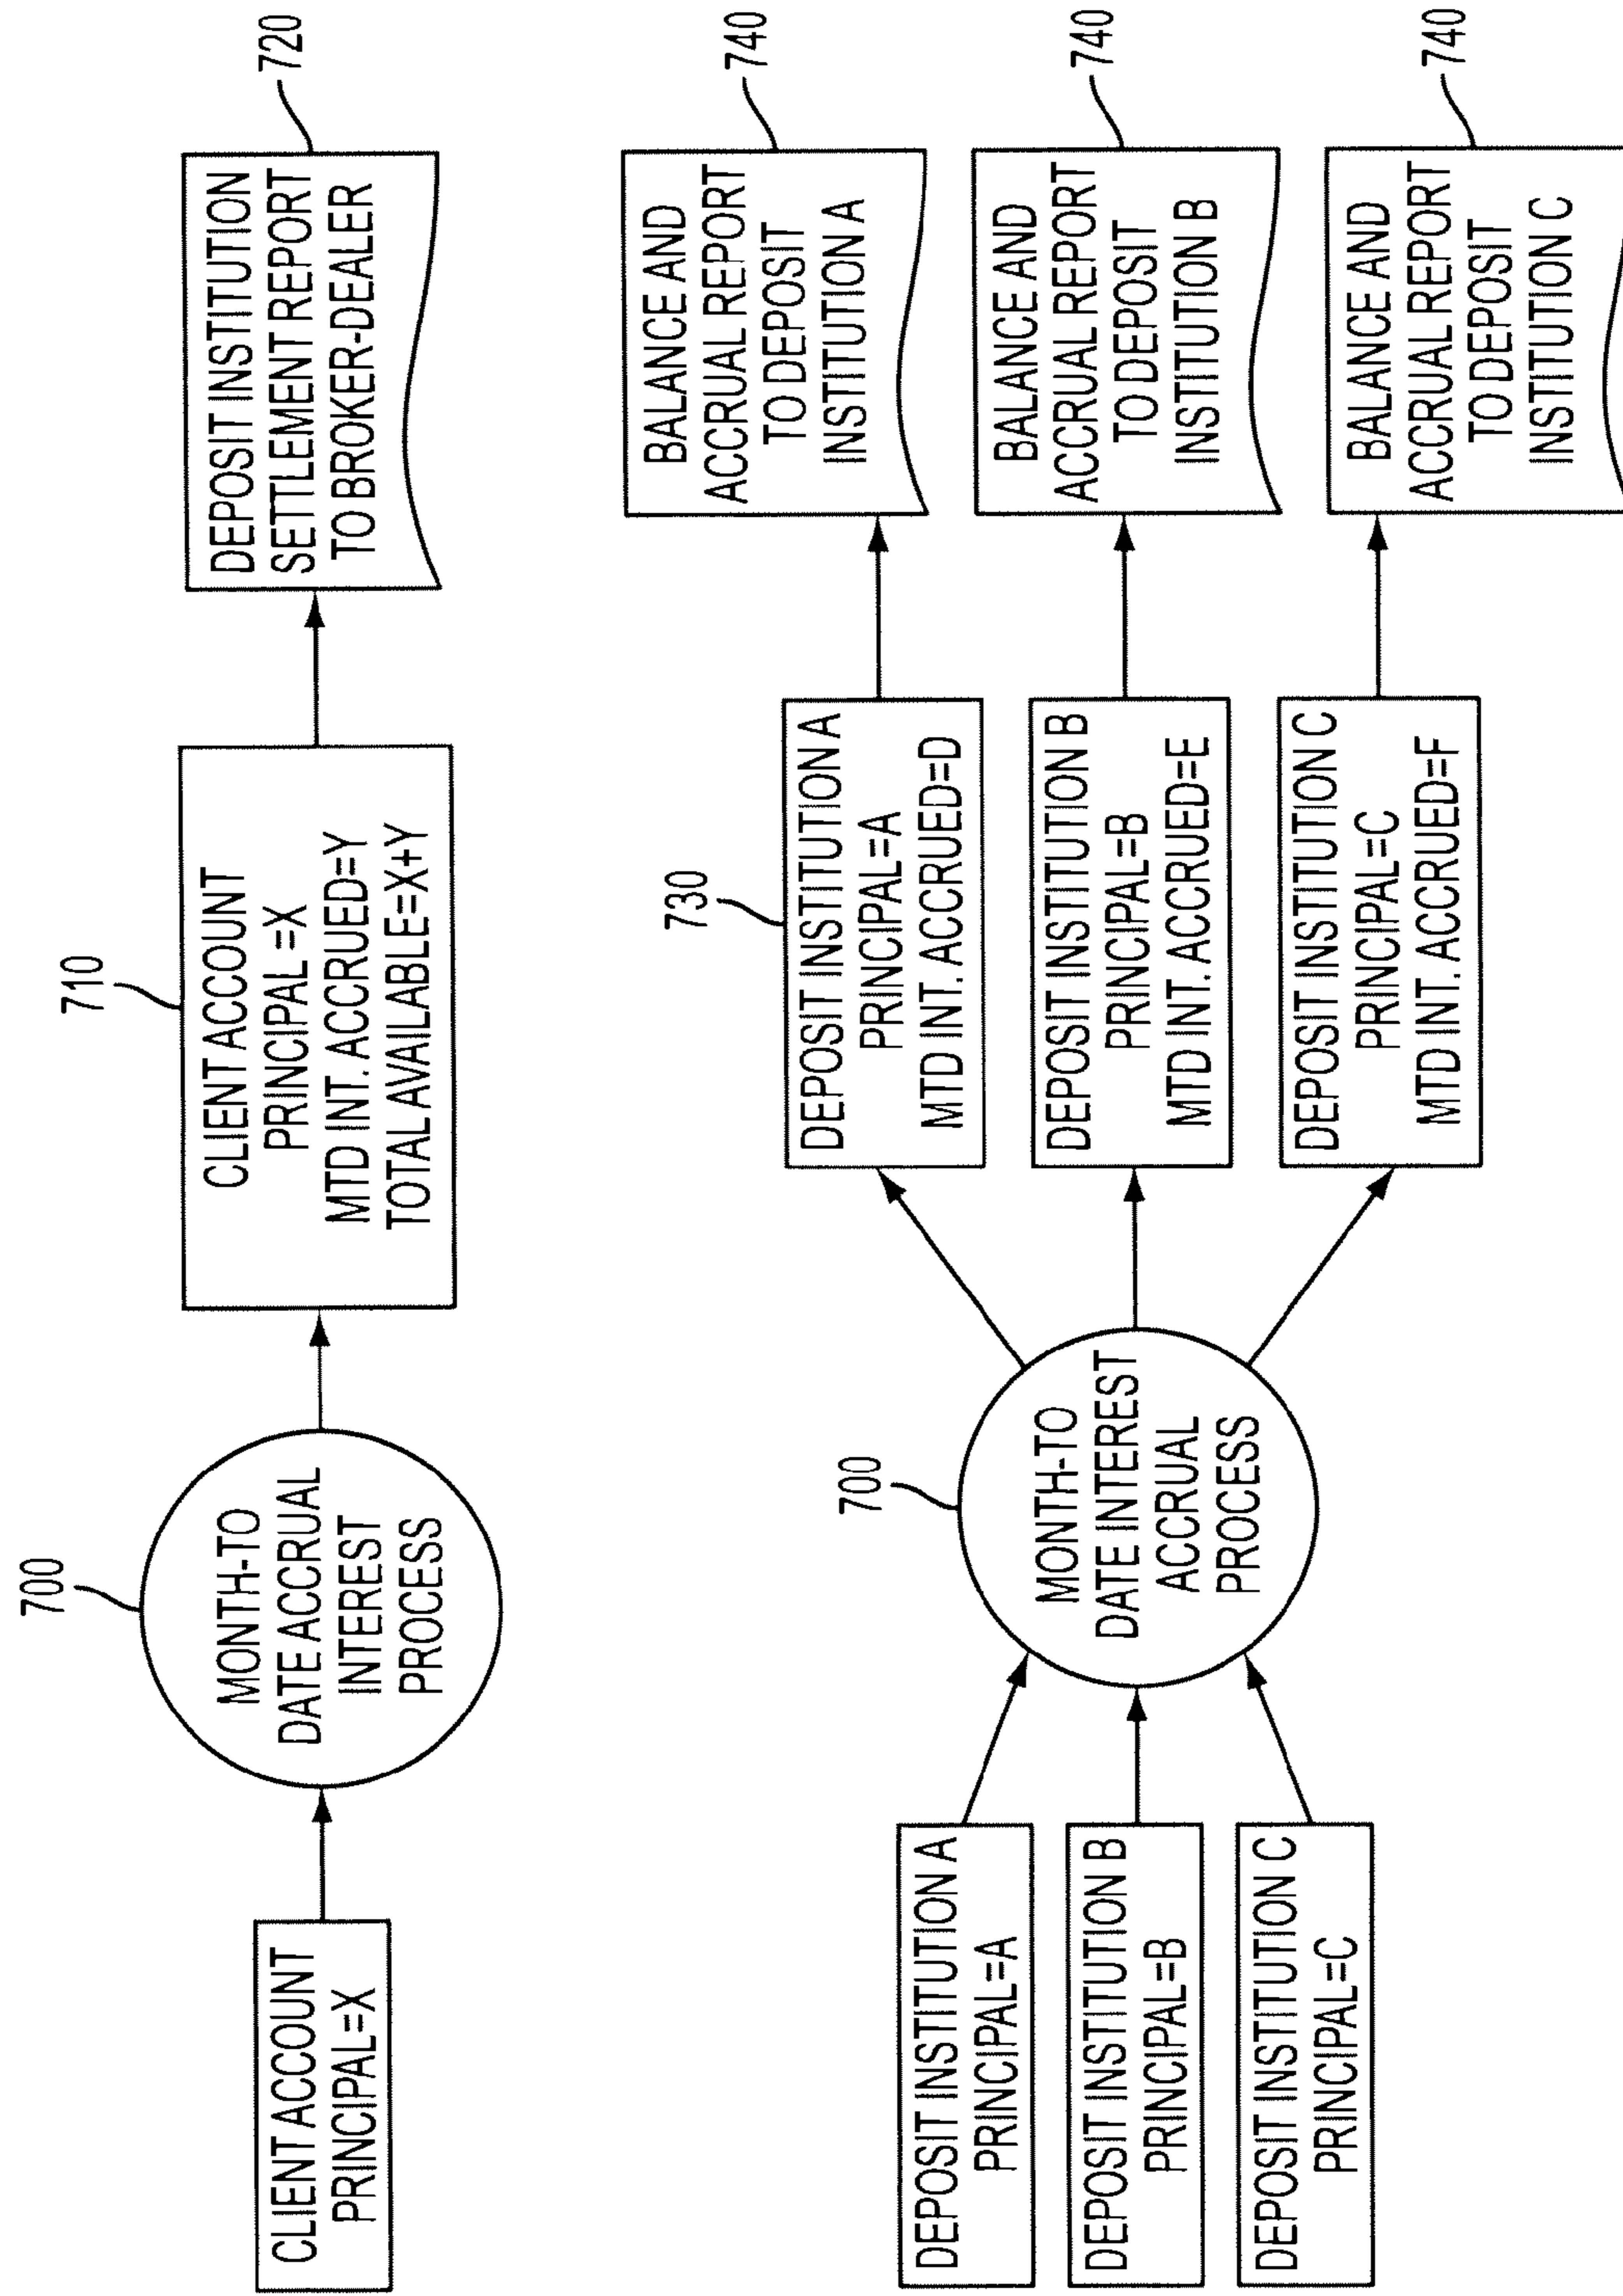 CLIENT ACCOUNT
PRINCIPAL=X
700
MONTH-TO
DATE ACCRUAL
INTEREST
PROCESS
710
CLIENT ACCOUNT
PRINCIPAL =X
MTD INT. ACCRUED=Y
TOTAL AVAILABLE=X+Y
720
DEPOSIT INSTITUTION
SETTLEMENT REPORT
TO BROKER-DEALER
DEPOSIT INSTITUTION A
PRINCIPAL=A
DEPOSIT INSTITUTION B
PRINCIPAL=B
DEPOSIT INSTITUTION C
PRINCIPAL=C
700
MONTH-TO
DATE INTEREST
ACCRUAL
PROCESS
730
DEPOSIT INSTITUTION A
PRINCIPAL=A
MTD INT. ACCRUED=D
DEPOSIT INSTITUTION B
PRINCIPAL=B
MTD INT. ACCRUED=E
DEPOSIT INSTITUTION C
PRINCIPAL=C
MTD INT. ACCRUED=F
740
BALANCE AND
ACCRUAL REPORT
TO DEPOSIT
INSTITUTION A
740
BALANCE AND
ACCRUAL REPORT
TO DEPOSIT
INSTITUTION B
740
BALANCE AND
ACCRUAL REPORT
TO DEPOSIT
INSTITUTION C